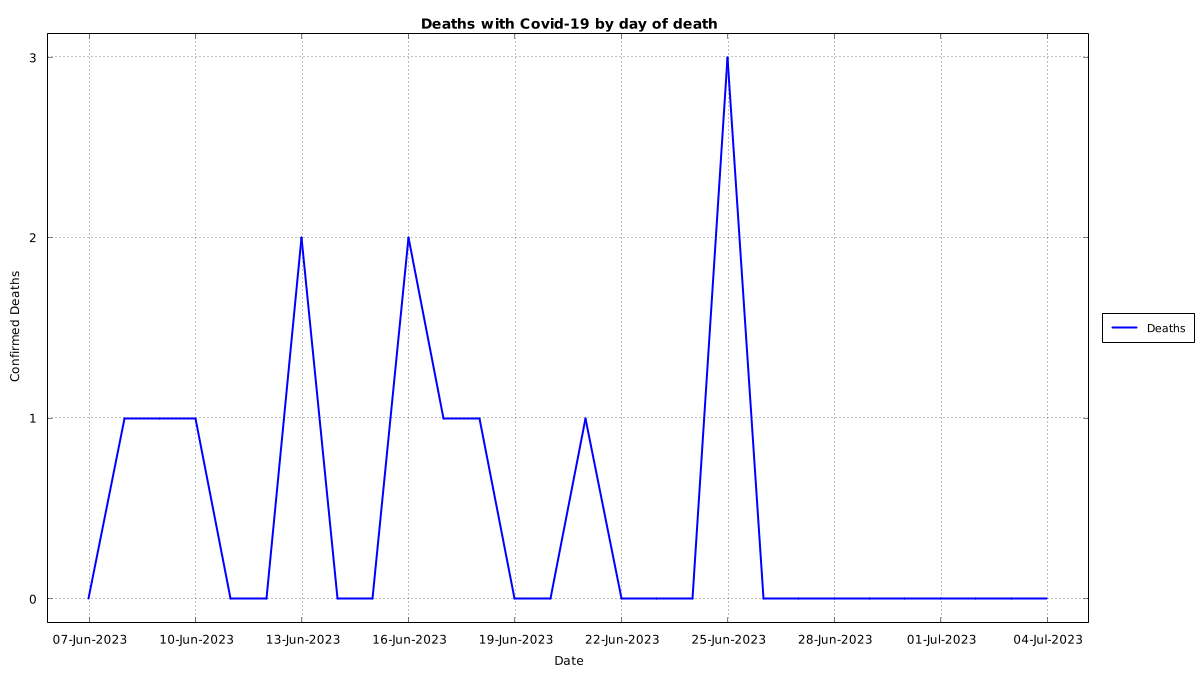 Deaths with Covid-19 by day of death
3
2
1
0
Confirmed Deaths
07-Jun-2023 10-Jun-2023 13-Jun-2023 16-Jun-2023 19-Jun-2023 22-Jun-2023 25-Jun-2023 28-Jun-2023 01-Jul-2023 04-Jul-2023
Date
Deaths